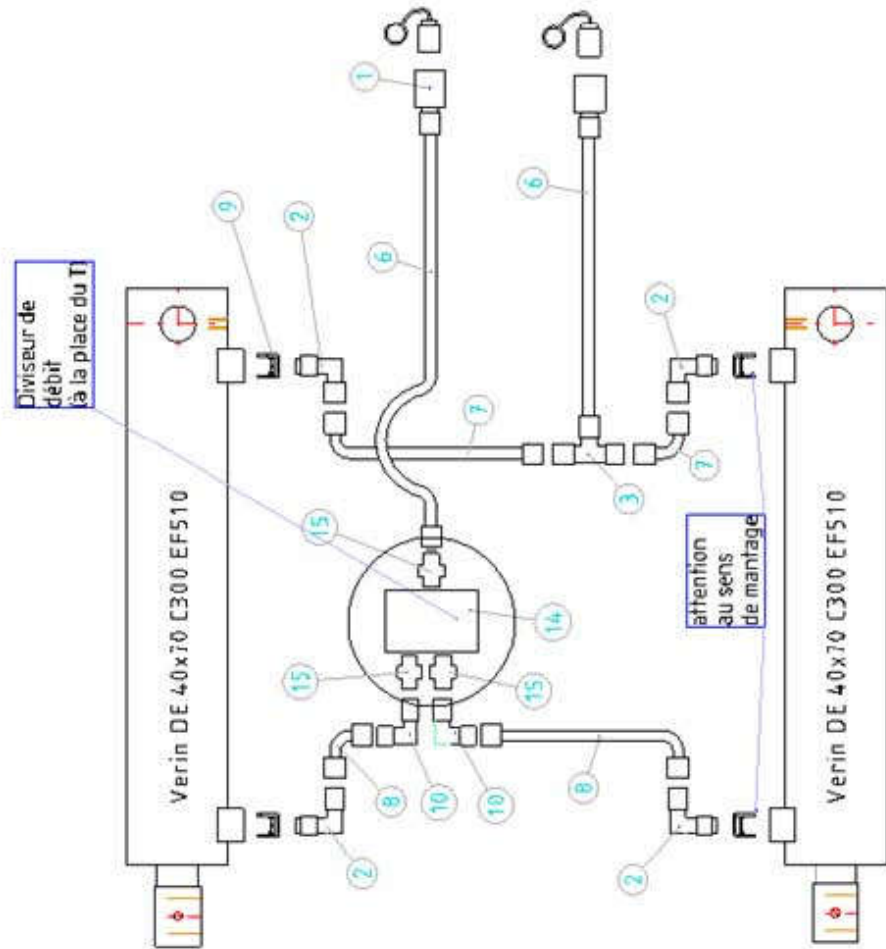 Diviseur de
débit
(à la place du T)
Verin DE 40x70 C300 EF510
9
2
1
6
6
2
7
3
7
15
14
15
15
8
10
10
8
2
2
attention
au sens
de mantage
Verin DE 40x70 C300 EF510